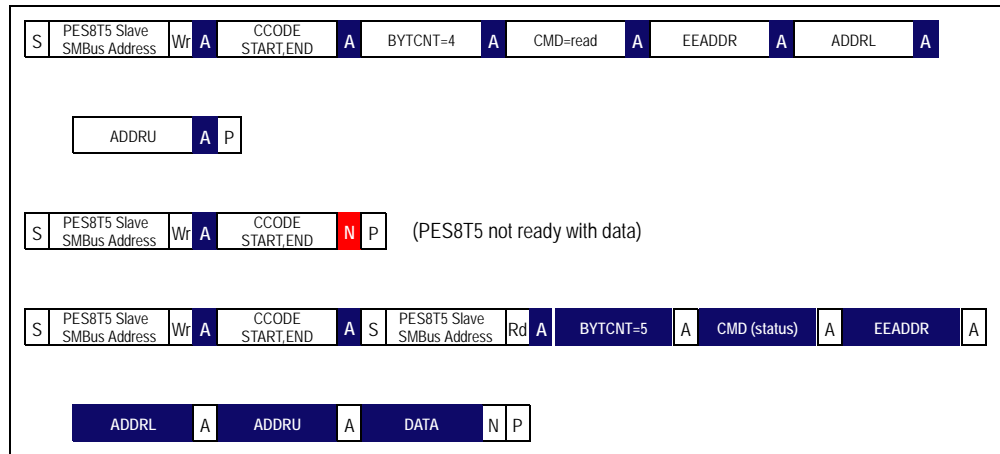 S PES8T5 Slave SMBus Address Wr A CCODE START,END A BYTCNT=4 A CMD=read A EEADDR A ADDRL A
ADDRU A P
S PES8T5 Slave SMBus Address Wr A CCODE START,END N P (PES8T5 not ready with data)
S PES8T5 Slave SMBus Address Wr A CCODE START,END A S PES8T5 Slave SMBus Address Rd A BYTCNT=5 A CMD (status) A EEADDR A
ADDRL A ADDRU A DATA N P